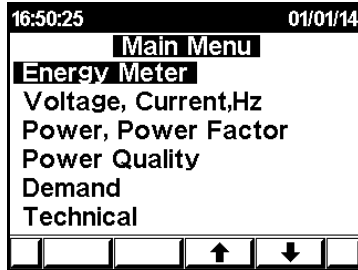 16:50:25 01/01/14
Main Menu
Energy Meter
Voltage, Current,Hz
Power, Power Factor
Power Quality
Demand
Technical